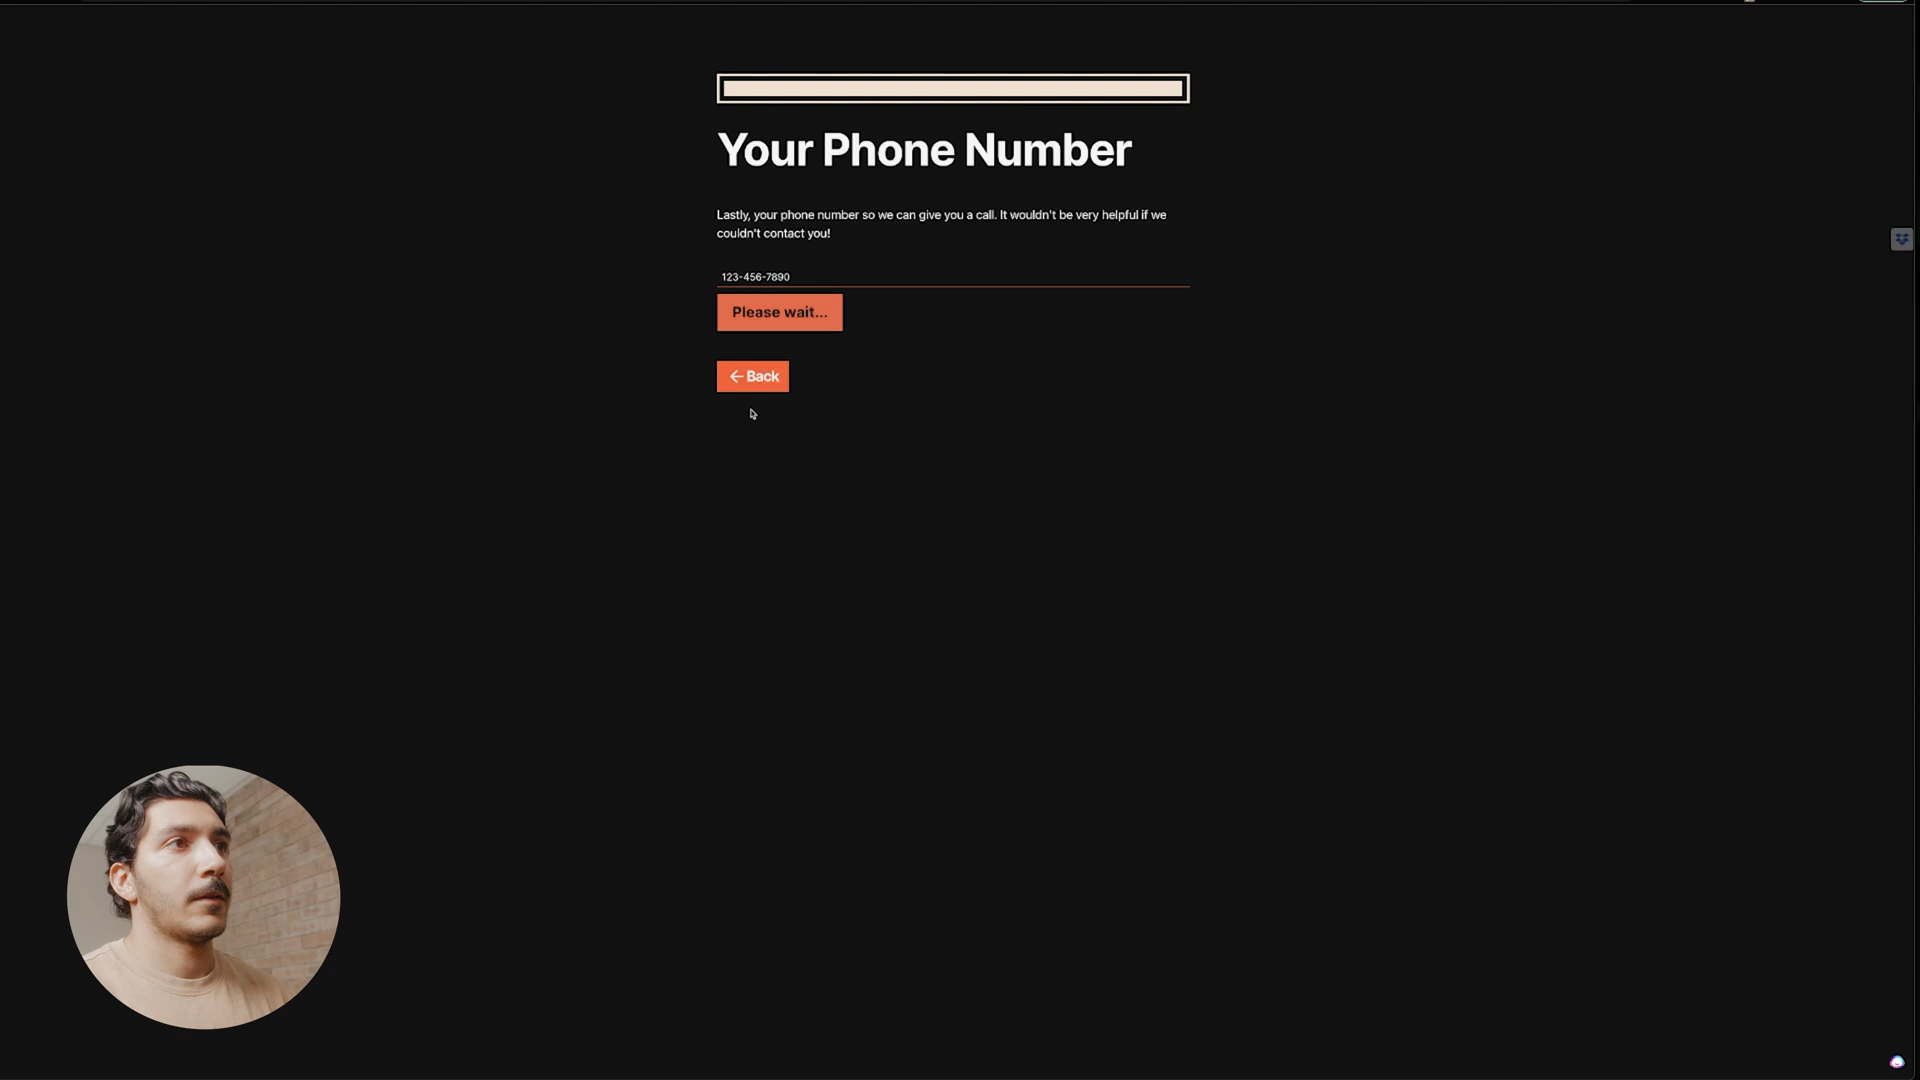 Your Phone Number
Lastly, your phone number so we can give you a call. It wouldn't be very helpful if we
couldn't contact you!
123-456-7890
Please wait...
Back